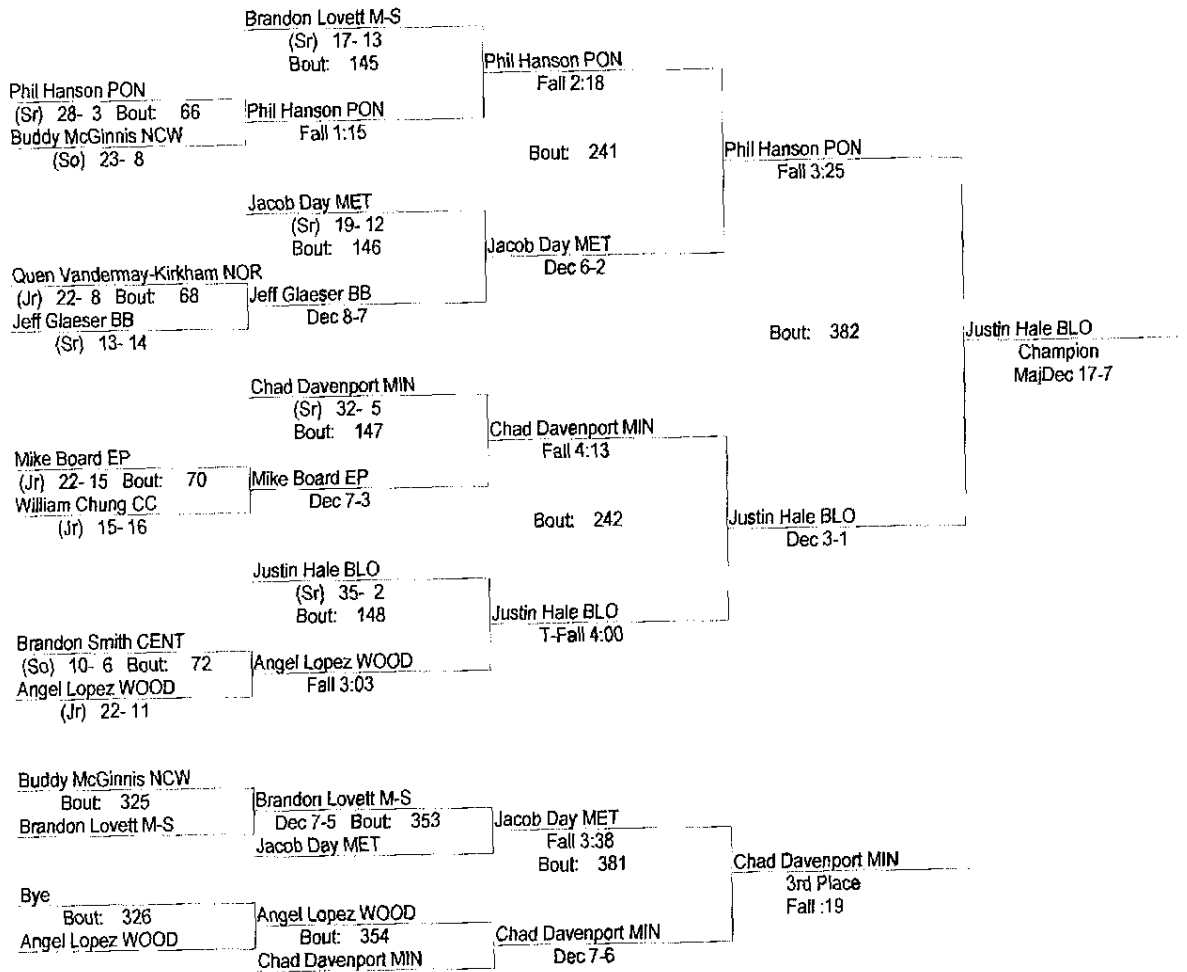 Brandon Lovett M-S
(Sr) 17- 13
Bout: 145
Phil Hanson PON
Fall 2:18
Phil Hanson PON
(Sr) 28- 3 Bout: 66
Buddy McGinnis NCW
(So) 23- 8
Phil Hanson PON
Fall 1:15
Bout: 241
Phil Hanson PON
Fall 3:25
Jacob Day MET
(Sr) 19- 12
Bout: 146
Jacob Day MET
Dec 6-2
Quen Vandermay-Kirkham NOR
(Jr) 22- 8 Bout: 68
Jeff Glaeser BB
(Sr) 13- 14
Jeff Glaeser BB
Dec 8-7
Bout: 382
Justin Hale BLO
Champion
MajDec 17-7
Chad Davenport MIN
(Sr) 32- 5
Bout: 147
Chad Davenport MIN
Fall 4:13
Mike Board EP
(Jr) 22- 15 Bout: 70
William Chung CC
(Jr) 15- 16
Mike Board EP
Dec 7-3
Bout: 242
Justin Hale BLO
Dec 3-1
Justin Hale BLO
(Sr) 35- 2
Bout: 148
Justin Hale BLO
T-Fall 4:00
Brandon Smith CENT
(So) 10- 6 Bout: 72
Angel Lopez WOOD
(Jr) 22- 11
Angel Lopez WOOD
Fall 3:03
Buddy McGinnis NCW
Bout: 325
Brandon Lovett M-S
Brandon Lovett M-S
Dec 7-5 Bout: 353
Jacob Day MET
Jacob Day MET
Fall 3:38
Bout: 381
Chad Davenport MIN
3rd Place
Fall :19
Bye
Bout: 326
Angel Lopez WOOD
Angel Lopez WOOD
Bout: 354
Chad Davenport MIN
Chad Davenport MIN
Dec 7-6